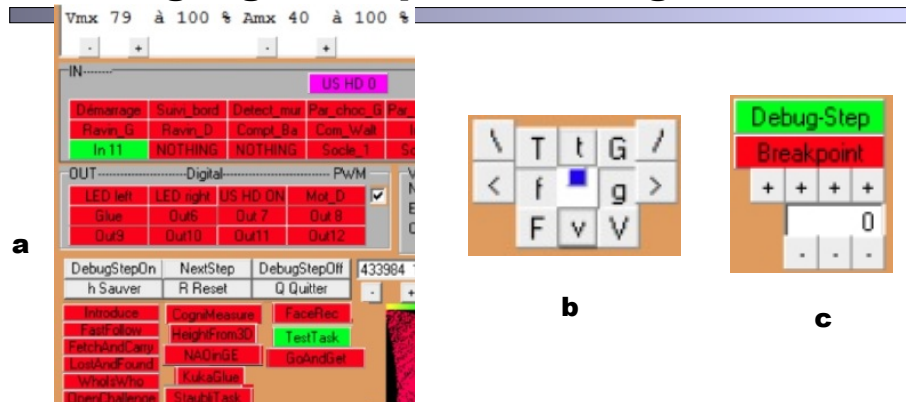 Vmx 79 à 100 % Amx 40 à 100 %
- + - +
IN
US HD 0
Démarrage Suivi_bord Detect_mur Par_choc_G
Ravin_G Ravin_D Compt_Ba Com_Walt
In 11 NOTHING NOTHING Socle_1
OUT Digital PWM
LED left LED right US HD ON Mot_D
Glue Out6 Out 7 Out 8
Out9 Out10 Out11 Out12
DebugStepOn NextStep DebugStepOff 433984
h Sauver R Reset Q Quitter - +
Introduce CogniMeasure FaceRec
FastFollow HeightFrom3D TestTask
FetchAndCarry NAOinGE GoAndGet
LostAndFound KukaGlue
WhoIsWho StaubliTask
OpenChallenge
a
\ T t G /
< f g >
F v V
b
Debug-Step
Breakpoint
+ + + +
0
- - -
c